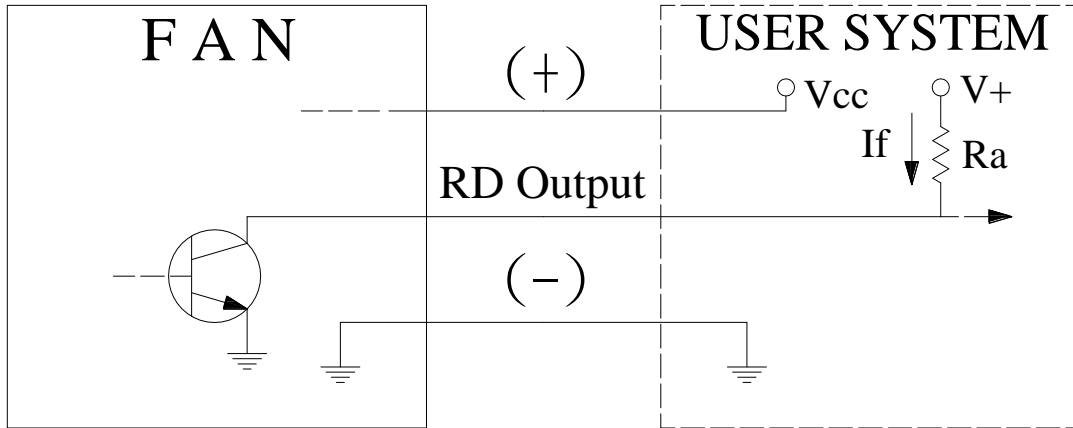 F A N
USER SYSTEM
(+)
Vcc
V+
If
Ra
RD Output
(-)